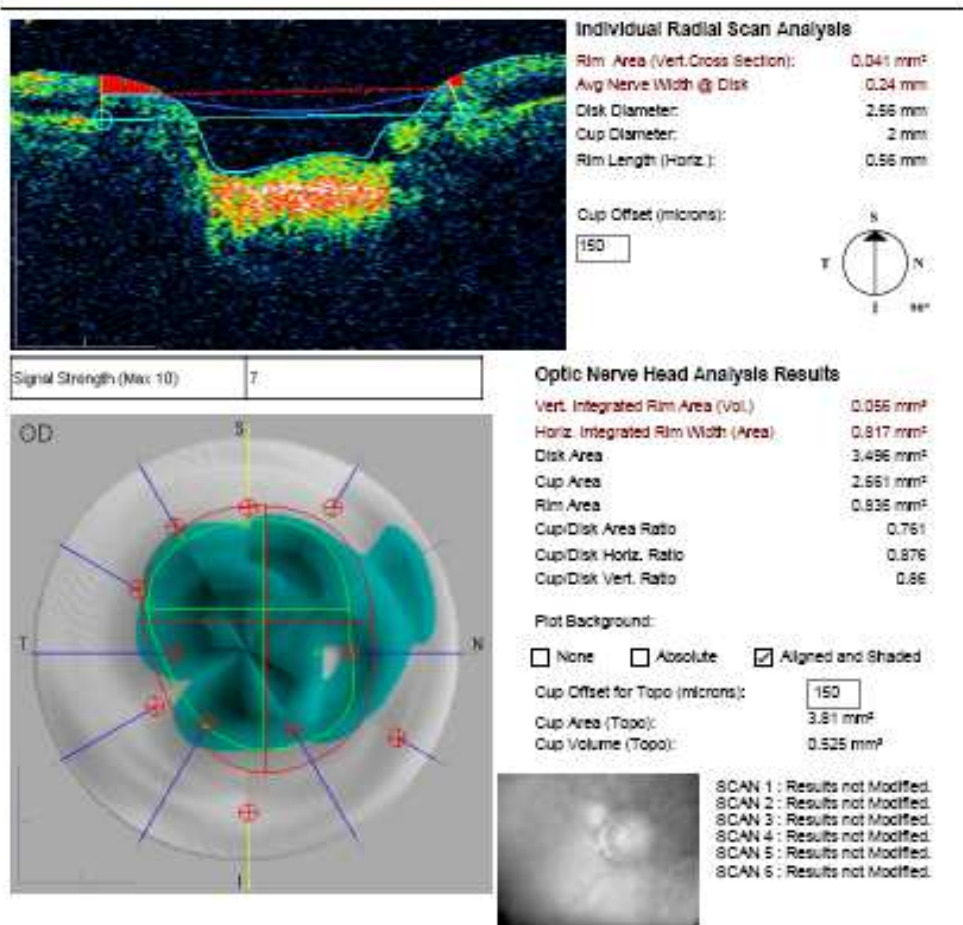 Individual Radial Scan Analysis
Rim Area (Vert.Cross Section): 0.041 mm²
Avg Nerve Width @ Disk 0.24 mm
Disk Diameter: 2.56 mm
Cup Diameter: 2 mm
Rim Length (Horiz.): 0.56 mm
Cup Offset (microns):
150
S
T N
I
90°
Signal Strength (Max 10) 7
OD
S
T N
I
Optic Nerve Head Analysis Results
Vert. Integrated Rim Area (Vol.) 0.056 mm³
Horiz. Integrated Rim Width (Area) 0.817 mm²
Disk Area 3.496 mm²
Cup Area 2.661 mm²
Rim Area 0.835 mm²
Cup/Disk Area Ratio 0.761
Cup/Disk Horiz. Ratio 0.876
Cup/Disk Vert. Ratio 0.86
Plot Background:
None Absolute Aligned and Shaded
Cup Offset for Topo (microns): 150
Cup Area (Topo): 3.81 mm²
Cup Volume (Topo): 0.525 mm³
SCAN 1 : Results not Modified.
SCAN 2 : Results not Modified.
SCAN 3 : Results not Modified.
SCAN 4 : Results not Modified.
SCAN 5 : Results not Modified.
SCAN 6 : Results not Modified.